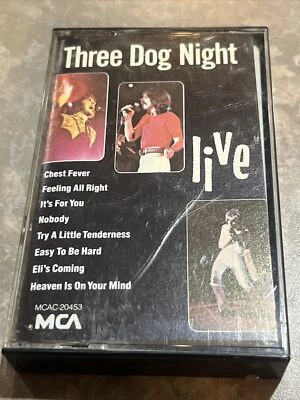 Three Dog Night
live
Chest Fever
Feeling All Right
It's For You
Nobody
Try A Little Tenderness
Easy To Be Hard
Eli's Coming
Heaven Is On Your Mind
MCAC-20453
MCA